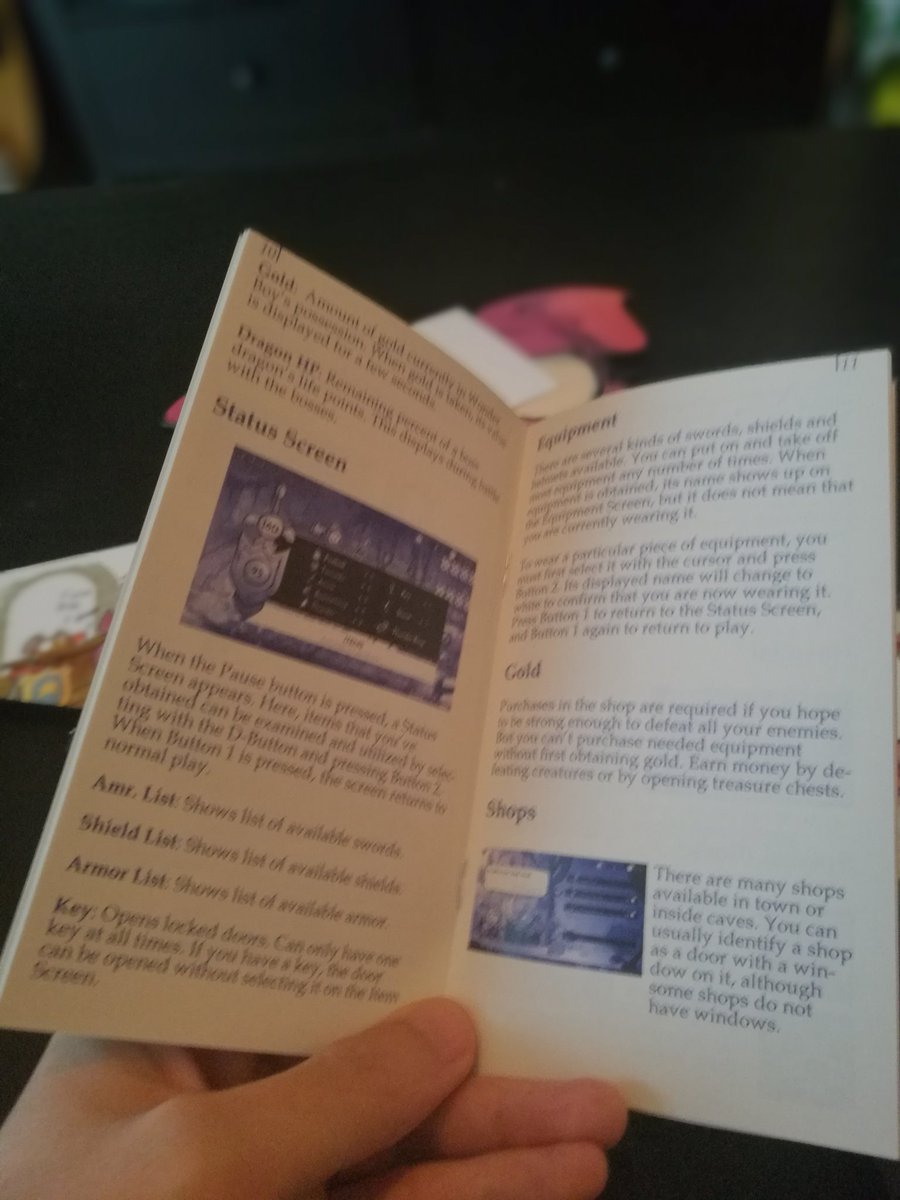 10
Gold: Amount of gold currently in Wonder
Boy's possession. When gold is taken, its value
is displayed for a few seconds.
Dragon HP: Remaining percent of a boss
dragon's life points. This displays during battle
with the bosses.
Status Screen
160
Items
When the Pause button is pressed, a Status
Screen appears. Here, items that you've
obtained can be examined and utilized by selec-
ting with the D-Button and pressing Button 2.
When Button 1 is pressed, the screen returns to
normal play.
Amr. List: Shows list of available swords.
Shield List: Shows list of available shields.
Armor List: Shows list of available armor.
Key: Opens locked doors. Can only have one
key at all times. If you have a key, the door
can be opened without selecting it on the Item
Screen.
11
Equipment
There are several kinds of swords, shields and
helmets available. You can put on and take off
most equipment any number of times. When
equipment is obtained, its name shows up on
the Equipment Screen, but it does not mean that
you are currently wearing it.
To wear a particular piece of equipment, you
must first select it with the cursor and press
Button 2. Its displayed name will change to
white to confirm that you are now wearing it.
Press Button 1 to return to the Status Screen,
and Button 1 again to return to play.
Gold
Purchases in the shop are required if you hope
to be strong enough to defeat all your enemies.
But you can't purchase needed equipment
without first obtaining gold. Earn money by de-
feating creatures or by opening treasure chests.
Shops
There are many shops
available in town or
inside caves. You can
usually identify a shop
as a door with a win-
dow on it, although
some shops do not
have windows.